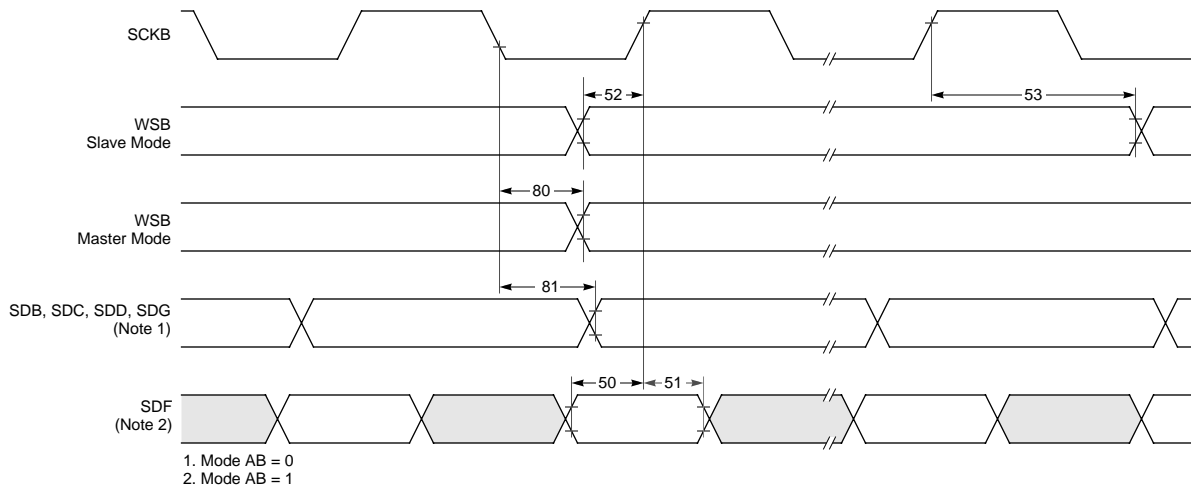 SCKB
52
53
WSB
Slave Mode
80
WSB
Master Mode
81
SDB, SDC, SDD, SDG
(Note 1)
50
51
SDF
(Note 2)
1. Mode AB = 0
2. Mode AB = 1